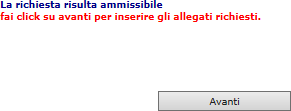 La richiesta risulta ammissibile
fai click su avanti per inserire gli allegati richiesti.
Avanti